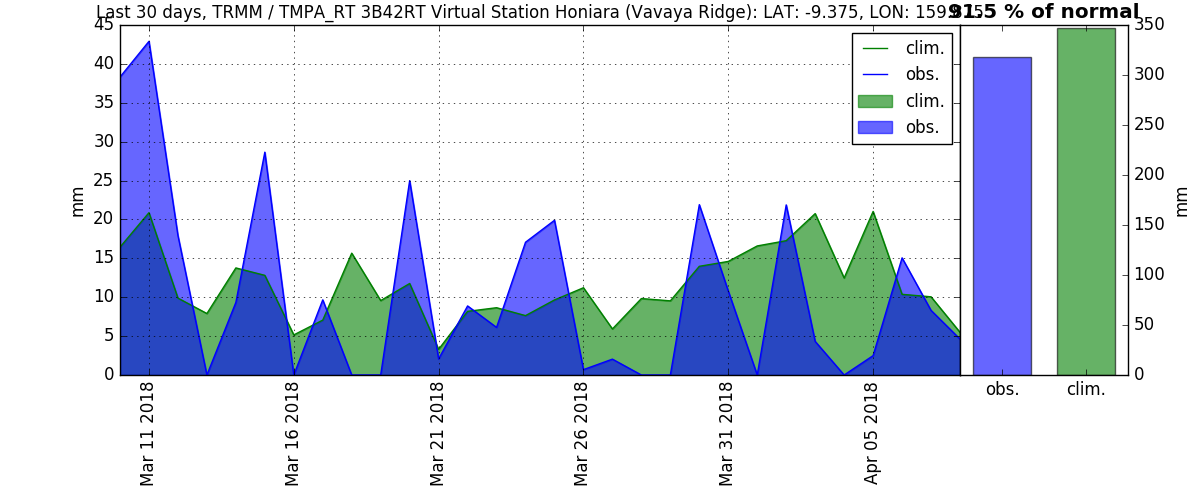 Last 30 days, TRMM / TMPA_RT 3B42RT Virtual Station Honiara (Vavaya Ridge): LAT: -9.375, LON:
% of normal
45
40
35
30
25
20
15
10
5
0
mm
clim.
obs.
clim.
obs.
Mar 11 2018
Mar 16 2018
Mar 21 2018
Mar 26 2018
Mar 31 2018
Apr 05 2018
350
300
250
200
150
100
50
0
mm
obs.
clim.